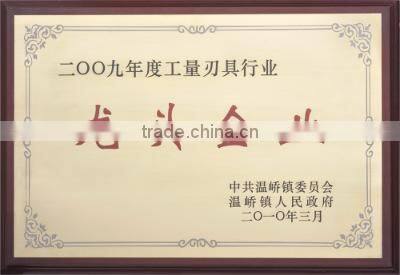 二〇〇九年度工量刃具行业
龙头企业
trade.china.cn
中共温峤镇委员会
温峤镇人民政府
二〇一〇年三月